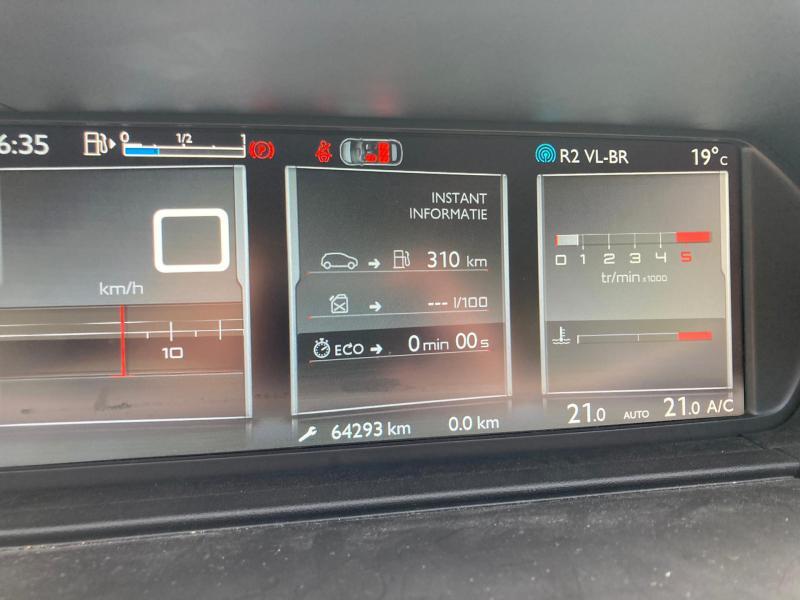 6:35
0 1/2 1
(P)
R2 VL-BR
19°C
km/h
10
INSTANT
INFORMATIE
310 km
--- l/100
ECO 0 min 00 s
64293 km 0.0 km
0 1 2 3 4 5
tr/min x1000
21.0 AUTO 21.0 A/C